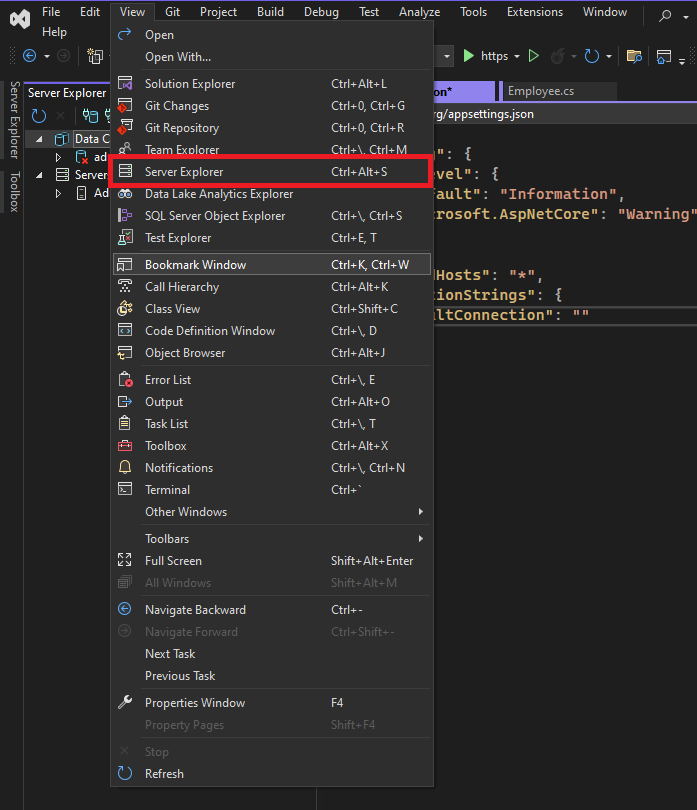 File Edit View Git Project Build Debug Test Analyze Tools Extensions Window
Help
https
Server Explorer
Toolbox
Server Explorer
Data C
ad
Servers
Ad
Open
Open With...
Solution Explorer Ctrl+Alt+L
Git Changes Ctrl+0, Ctrl+G
Git Repository Ctrl+0, Ctrl+R
Team Explorer Ctrl+\, Ctrl+M
Server Explorer Ctrl+Alt+S
Data Lake Analytics Explorer
SQL Server Object Explorer Ctrl+\, Ctrl+S
Test Explorer Ctrl+E, T
Bookmark Window Ctrl+K, Ctrl+W
Call Hierarchy Ctrl+Alt+K
Class View Ctrl+Shift+C
Code Definition Window Ctrl+\, D
Object Browser Ctrl+Alt+J
Error List Ctrl+\, E
Output Ctrl+Alt+O
Task List Ctrl+\, T
Toolbox Ctrl+Alt+X
Notifications Ctrl+\, Ctrl+N
Terminal Ctrl+`
Other Windows
Toolbars
Full Screen Shift+Alt+Enter
All Windows Shift+Alt+M
Navigate Backward Ctrl+-
Navigate Forward Ctrl+Shift+-
Next Task
Previous Task
Properties Window F4
Property Pages Shift+F4
Stop
Refresh
on* Employee.cs
rg/appsettings.json
": {
evel": {
fault": "Information",
crosoft.AspNetCore": "Warning"
dHosts": "*",
tionStrings": {
ultConnection": ""